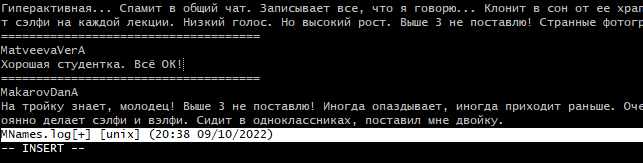 Гиперактивная... Спамит в общий чат. Записывает все, что я говорю... Клонит в сон от ее храп
т сэлфи на каждой лекции. Низкий голос. Но высокий рост. Выше 3 не поставлю! Странные фотогр
====================================
MatveevaVerA
Хорошая студентка. Всё ОК!
====================================
MakarovDanA
На тройку знает, молодец! Выше 3 не поставлю! Иногда опаздывает, иногда приходит раньше. Оче
оянно делает сэлфи и вэлфи. Сидит в одноклассниках, поставил мне двойку.
MNames.log[+] [unix] (20:38 09/10/2022)
-- INSERT --